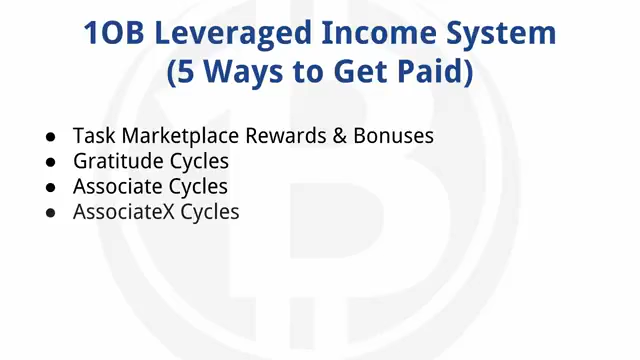 1OB Leveraged Income System
(5 Ways to Get Paid)
● Task Marketplace Rewards & Bonuses
● Gratitude Cycles
● Associate Cycles
● AssociateX Cycles